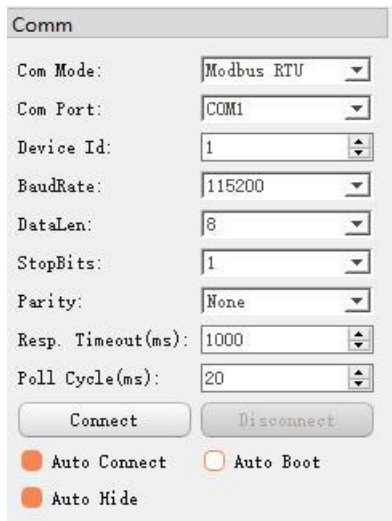 Comm
Com Mode: Modbus RTU
Com Port: COM1
Device Id: 1
BaudRate: 115200
DataLen: 8
StopBits: 1
Parity: None
Resp. Timeout(ms): 1000
Poll Cycle(ms): 20
Connect Disconnect
Auto Connect Auto Boot
Auto Hide